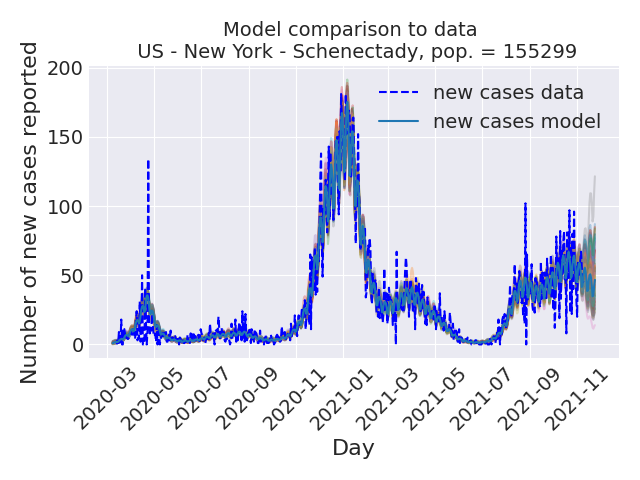 Model comparison to data
US - New York - Schenectady, pop. = 155299
Number of new cases reported
200
150
100
50
0
new cases data
new cases model
2020-03
2020-05
2020-07
2020-09
2020-11
2021-01
2021-03
2021-05
2021-07
2021-09
2021-11
Day